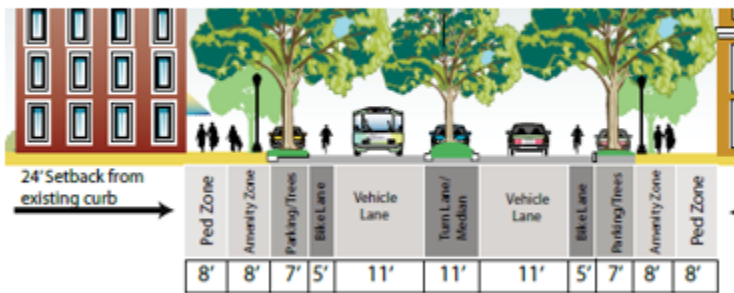 24' Setback from
existing curb
Ped Zone
Amenity Zone
Parking/Trees
Bike Lane
Vehicle
Lane
Turn Lane/
Median
Vehicle
Lane
Bike Lane
Parking/Trees
Amenity Zone
Ped Zone
8' 8' 7' 5' 11' 11' 11' 5' 7' 8' 8'